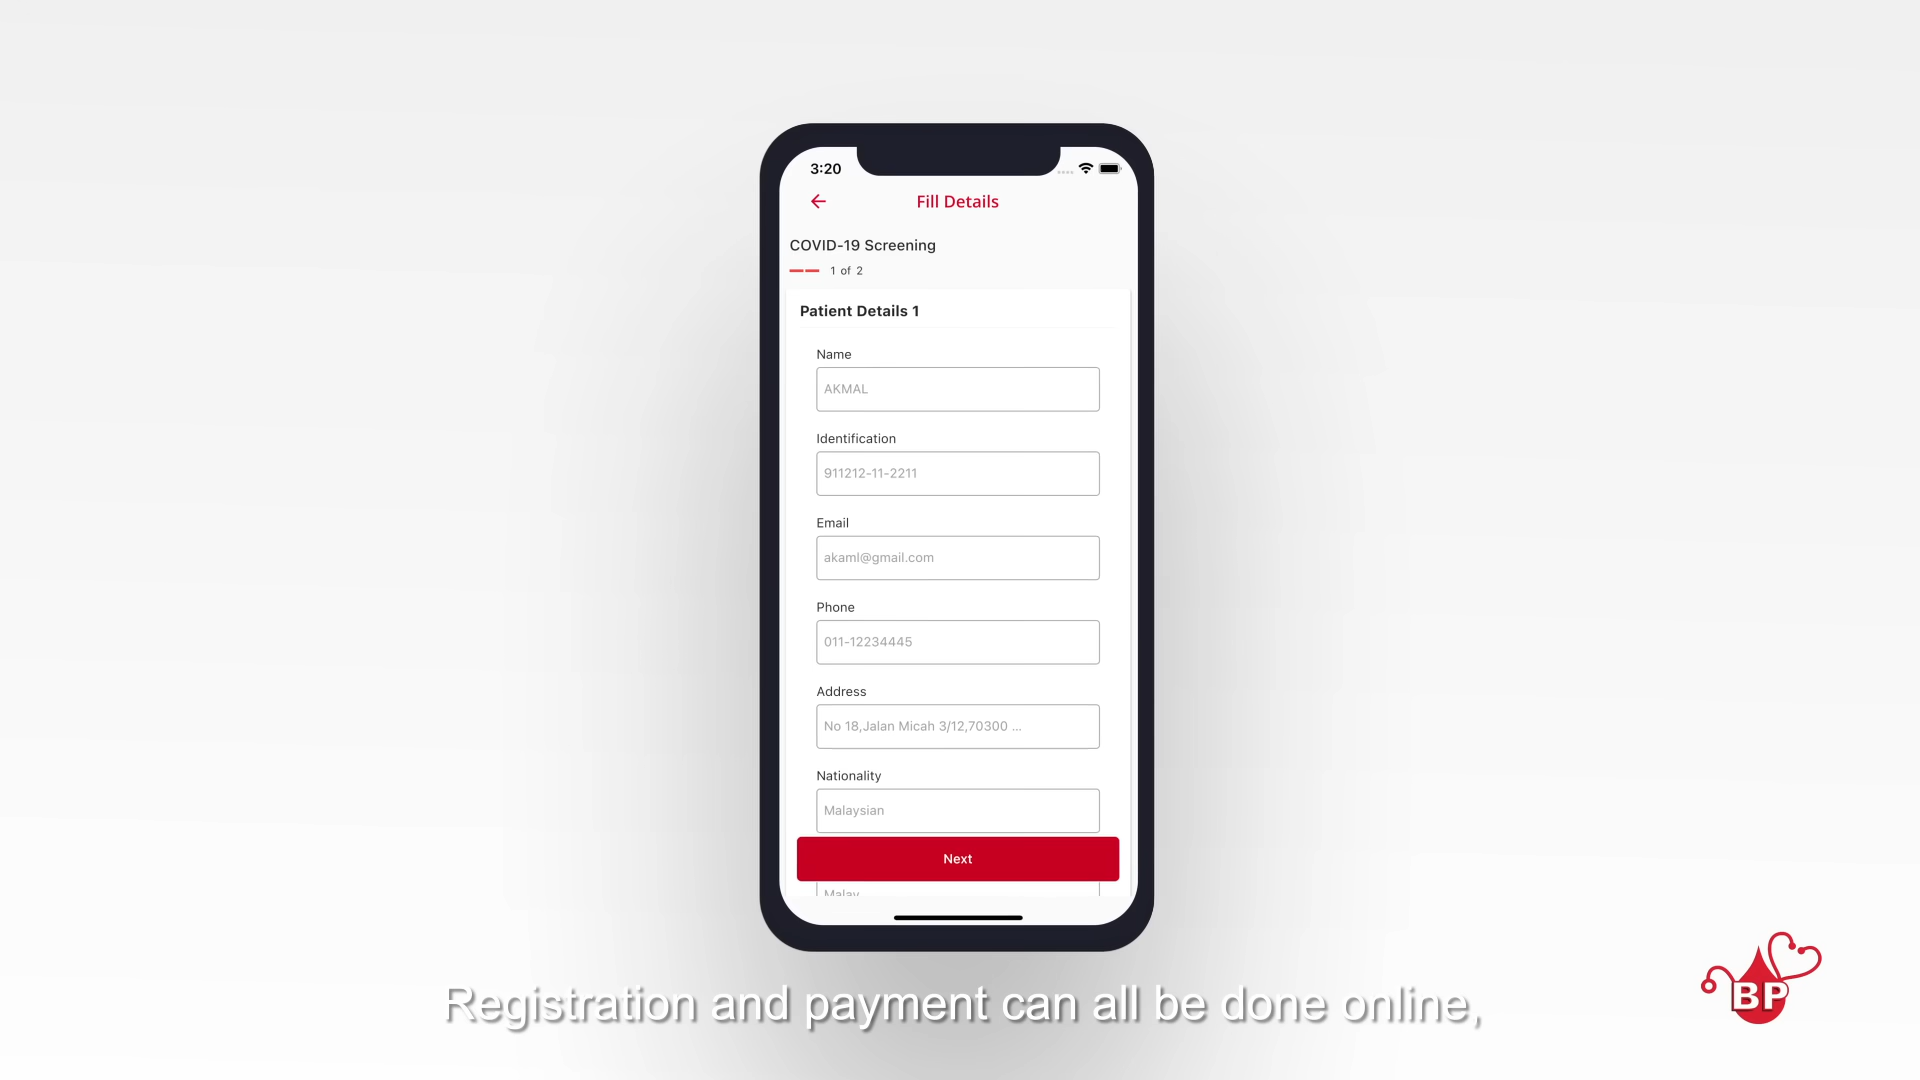 3:20
Fill Details
COVID-19 Screening
1 of 2
Patient Details 1
Name
AKMAL
Identification
911212-11-2211
Email
akaml@gmail.com
Phone
011-12234445
Address
No 18,Jalan Micah 3/12,70300 ...
Nationality
Malaysian
Next
Malay
Registration and payment can all be done online,
BP